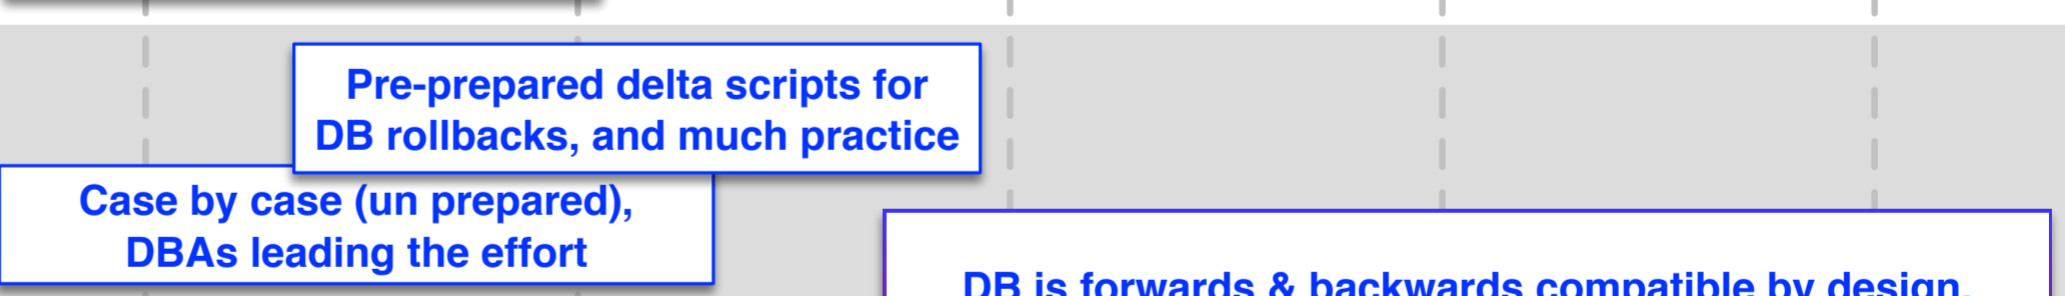 Pre-prepared delta scripts for
DB rollbacks, and much practice
Case by case (un prepared),
DBAs leading the effort
DB is forwards & backwards compatible by design.